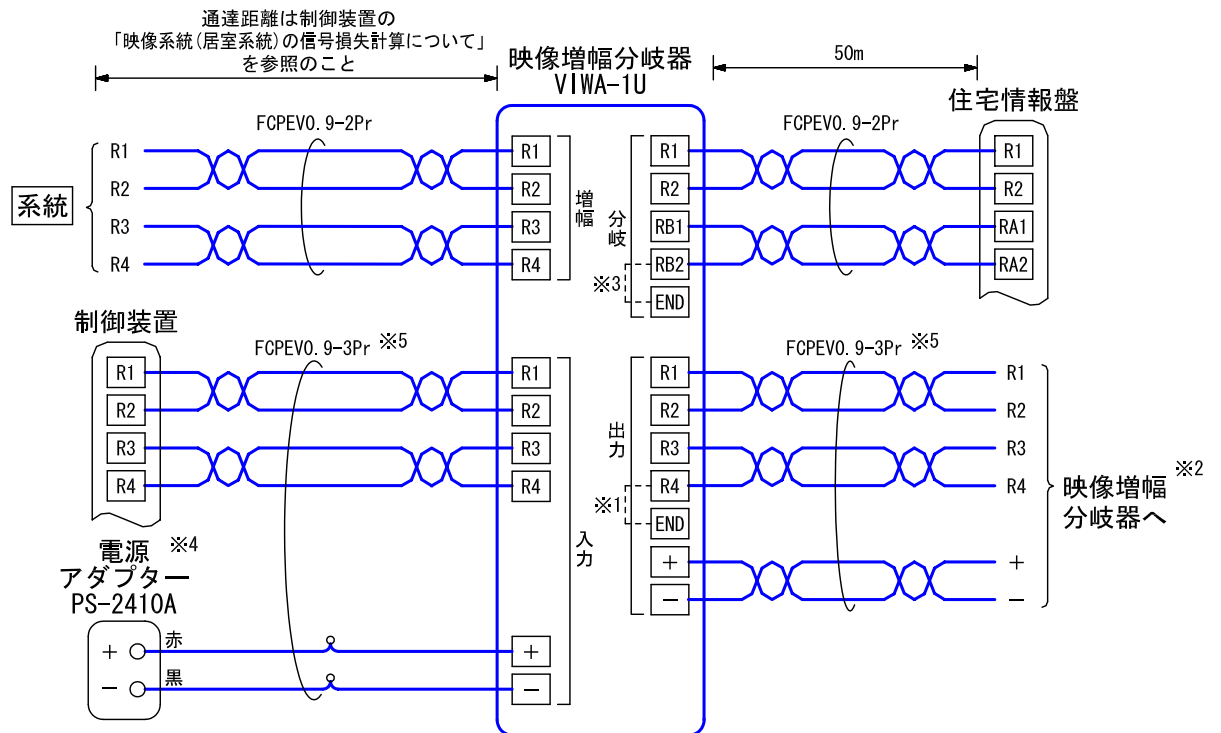 通達距離は制御装置の
「映像系統(居室系統)の信号損失計算について」
を参照のこと
映像増幅分岐器
VIWA-1U
50m
住宅情報盤
FCPEV0.9-2Pr
FCPEV0.9-2Pr
系統
R1
R2
R3
R4
R1
R2
R3
R4
増幅
分岐
R1
R2
RB1
RB2
END
※3
R1
R2
RA1
RA2
制御装置
FCPEV0.9-3Pr ※5
FCPEV0.9-3Pr ※5
R1
R2
R3
R4
R1
R2
R3
R4
入力
出力
R1
R2
R3
R4
END
+
−
※1
R1
R2
R3
R4
+
−
映像増幅 ※2
分岐器へ
電源 ※4
アダプター
PS-2410A
+
赤
+
−
黒
−